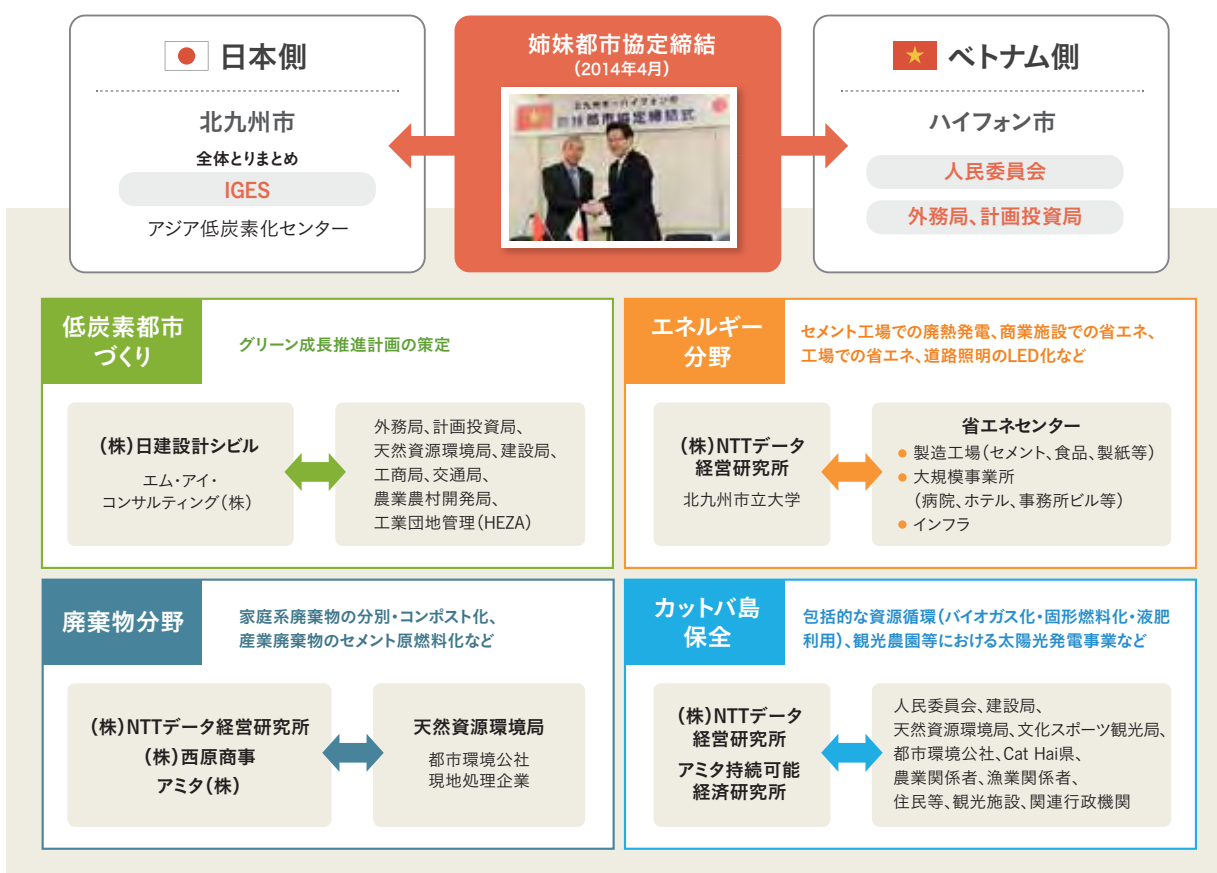 日本側
北九州市
全体とりまとめ
IGES
アジア低炭素化センター
姉妹都市協定締結
(2014年4月)
北九州市・ハイフォン市
姉妹都市協定締結式
ベトナム側
ハイフォン市
人民委員会
外務局、計画投資局
低炭素都市
づくり
グリーン成長推進計画の策定
(株)日建設計シビル
エム・アイ・
コンサルティング(株)
外務局、計画投資局、
天然資源環境局、建設局、
工商局、交通局、
農業農村開発局、
工業団地管理(HEZA)
エネルギー
分野
セメント工場での廃熱発電、商業施設での省エネ、
工場での省エネ、道路照明のLED化など
(株)NTTデータ
経営研究所
北九州市立大学
省エネセンター
● 製造工場(セメント、食品、製紙等)
● 大規模事業所
(病院、ホテル、事務所ビル等)
● インフラ
廃棄物分野
家庭系廃棄物の分別・コンポスト化、
産業廃棄物のセメント原燃料化など
(株)NTTデータ経営研究所
(株)西原商事
アミタ(株)
天然資源環境局
都市環境公社
現地処理企業
カットバ島
保全
包括的な資源循環(バイオガス化・固形燃料化・液肥
利用)、観光農園等における太陽光発電事業など
(株)NTTデータ
経営研究所
アミタ持続可能
経済研究所
人民委員会、建設局、
天然資源環境局、文化スポーツ観光局、
都市環境公社、Cat Hai県、
農業関係者、漁業関係者、
住民等、観光施設、関連行政機関